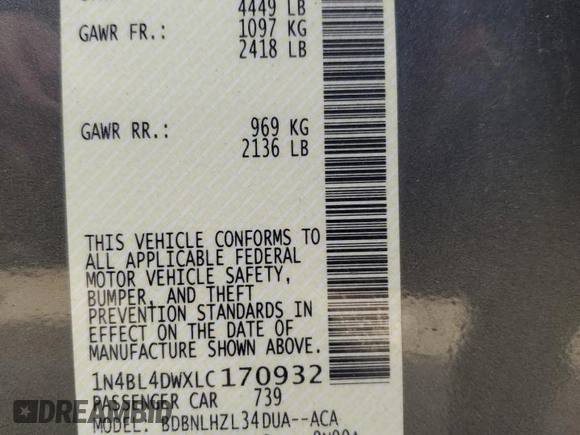 4449 LB
GAWR FR.: 1097 KG
2418 LB
GAWR RR.: 969 KG
2136 LB
THIS VEHICLE CONFORMS TO
ALL APPLICABLE FEDERAL
MOTOR VEHICLE SAFETY,
BUMPER, AND THEFT
PREVENTION STANDARDS IN
EFFECT ON THE DATE OF
MANUFACTURE SHOWN ABOVE.
1N4BL4DWXLC170932
PASSENGER CAR 739
MODEL: BDBNLHZL34DUA--ACA
DREAMBID